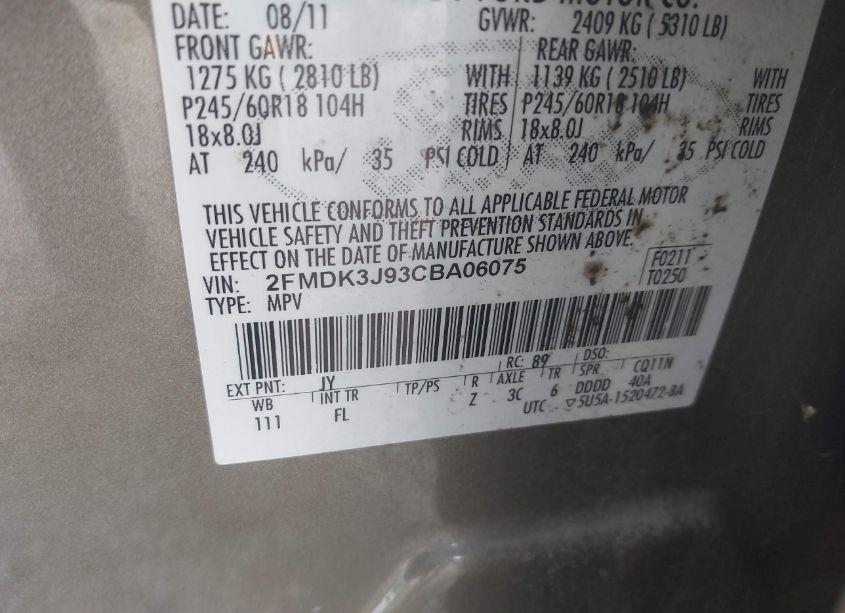 FORD MOTOR CO.
DATE: 08/11 GVWR: 2409 KG ( 5310 LB)
FRONT GAWR: REAR GAWR:
1275 KG ( 2810 LB) WITH 1139 KG ( 2510 LB) WITH
P245/60R18 104H TIRES P245/60R18 104H TIRES
18x8.0J RIMS 18x8.0J RIMS
AT 240 kPa/ 35 PSI COLD AT 240 kPa/ 35 PSI COLD
THIS VEHICLE CONFORMS TO ALL APPLICABLE FEDERAL MOTOR
VEHICLE SAFETY AND THEFT PREVENTION STANDARDS IN
EFFECT ON THE DATE OF MANUFACTURE SHOWN ABOVE.
VIN: 2FMDK3J93CBA06075 F0211
TYPE: MPV T0250
RC: 89 DSO:
EXT PNT: JY CQ11N
WB INT TR TP/PS R AXLE TR SPR 40A
111 FL Z 3C 6 DDDD
UTC ▽5U5A-1520472-BA